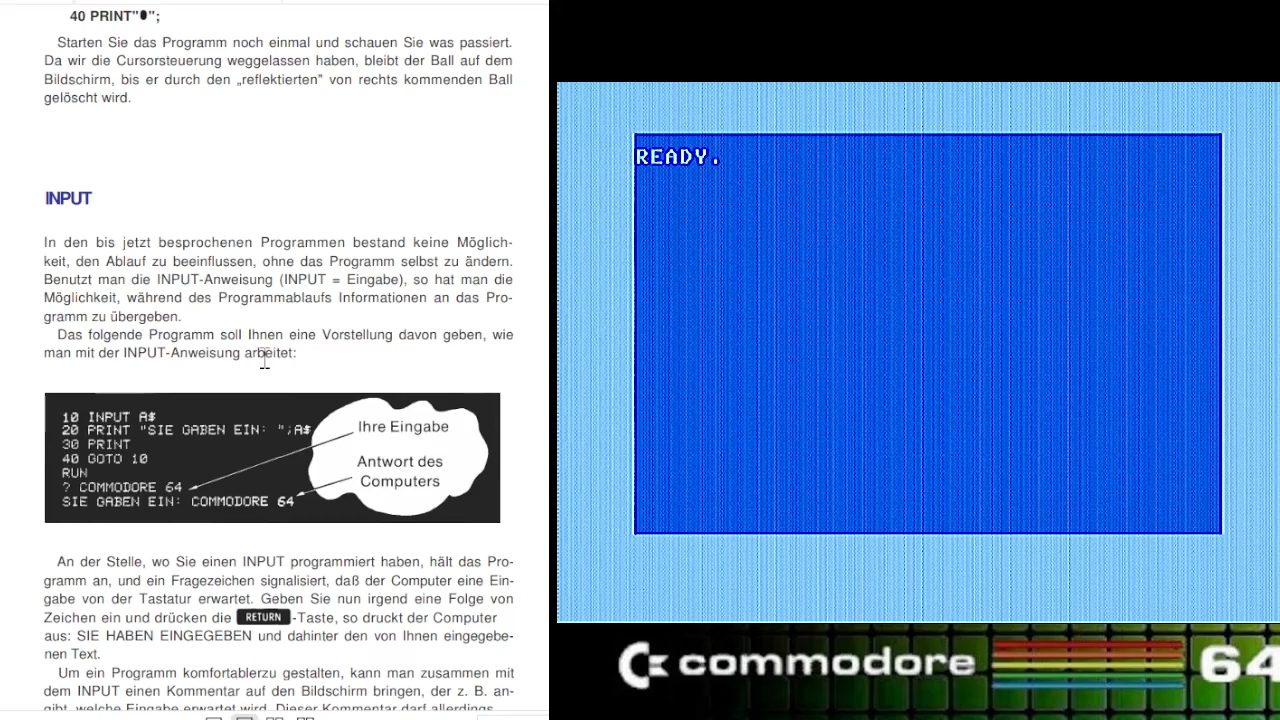 40 PRINT"●";
Starten Sie das Programm noch einmal und schauen Sie was passiert.
Da wir die Cursorsteuerung weggelassen haben, bleibt der Ball auf dem
Bildschirm, bis er durch den „reflektierten" von rechts kommenden Ball
gelöscht wird.
INPUT
In den bis jetzt besprochenen Programmen bestand keine Möglich-
keit, den Ablauf zu beeinflussen, ohne das Programm selbst zu ändern.
Benutzt man die INPUT-Anweisung (INPUT = Eingabe), so hat man die
Möglichkeit, während des Programmablaufs Informationen an das Pro-
gramm zu übergeben.
Das folgende Programm soll Ihnen eine Vorstellung davon geben, wie
man mit der INPUT-Anweisung arbeitet:
10 INPUT A$
20 PRINT "SIE GABEN EIN: ";A$
30 PRINT
40 GOTO 10
RUN
? COMMODORE 64
SIE GABEN EIN: COMMODORE 64
Ihre Eingabe
Antwort des
Computers
An der Stelle, wo Sie einen INPUT programmiert haben, hält das Pro-
gramm an, und ein Fragezeichen signalisiert, daß der Computer eine Ein-
gabe von der Tastatur erwartet. Geben Sie nun irgend eine Folge von
Zeichen ein und drücken die RETURN -Taste, so druckt der Computer
aus: SIE HABEN EINGEGEBEN und dahinter den von Ihnen eingegebe-
nen Text.
Um ein Programm komfortablerzu gestalten, kann man zusammen mit
dem INPUT einen Kommentar auf den Bildschirm bringen, der z. B. an-
gibt, welche Eingabe erwartet wird. Dieser Kommentar darf allerdings
READY.
commodore 64